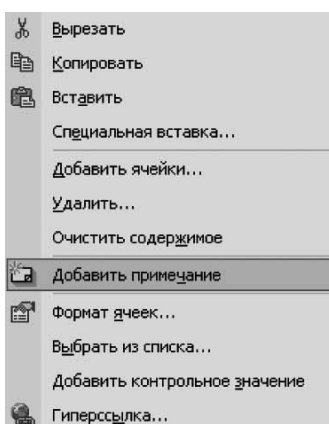 Вырезать
Копировать
Вставить
Специальная вставка...
Добавить ячейки...
Удалить...
Очистить содержимое
Добавить примечание
Формат ячеек...
Выбрать из списка...
Добавить контрольное значение
Гиперссылка...